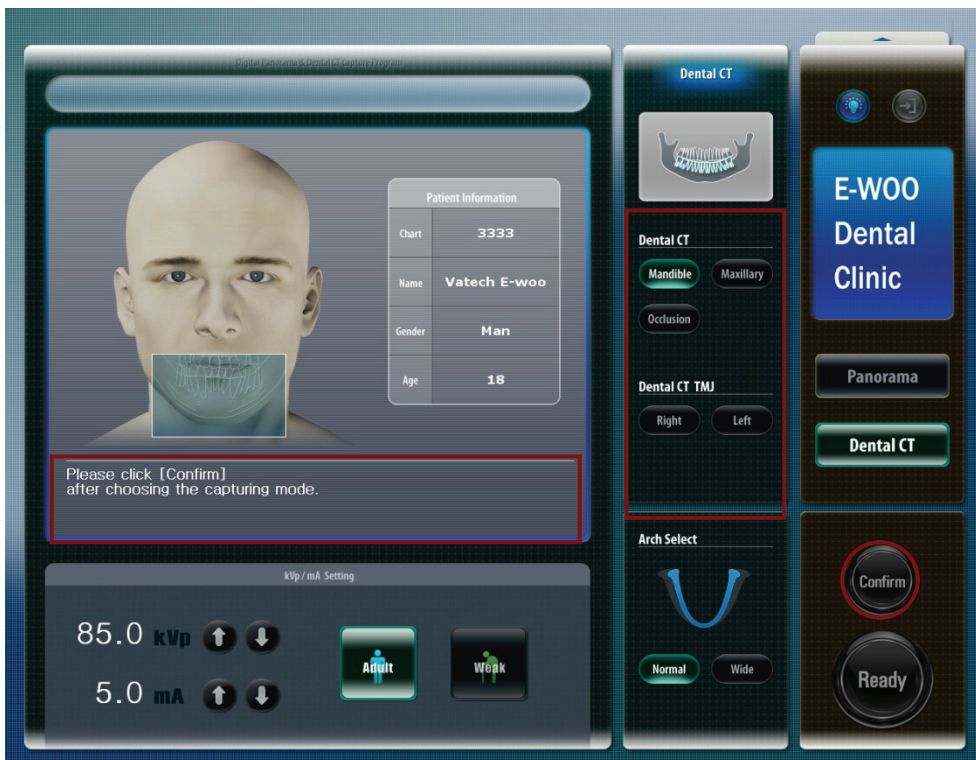 Digital Panorama & Dental CT Capture Program
Patient Information
Chart 3333
Name Vatech E-woo
Gender Man
Age 18
Please click [Confirm]
after choosing the capturing mode.
kVp / mA Setting
85.0 kVp
5.0 mA
Adult
Weak
Dental CT
Dental CT
Mandible Maxillary
Occlusion
Dental CT TMJ
Right Left
Arch Select
Normal Wide
E-WOO
Dental
Clinic
Panorama
Dental CT
Confirm
Ready